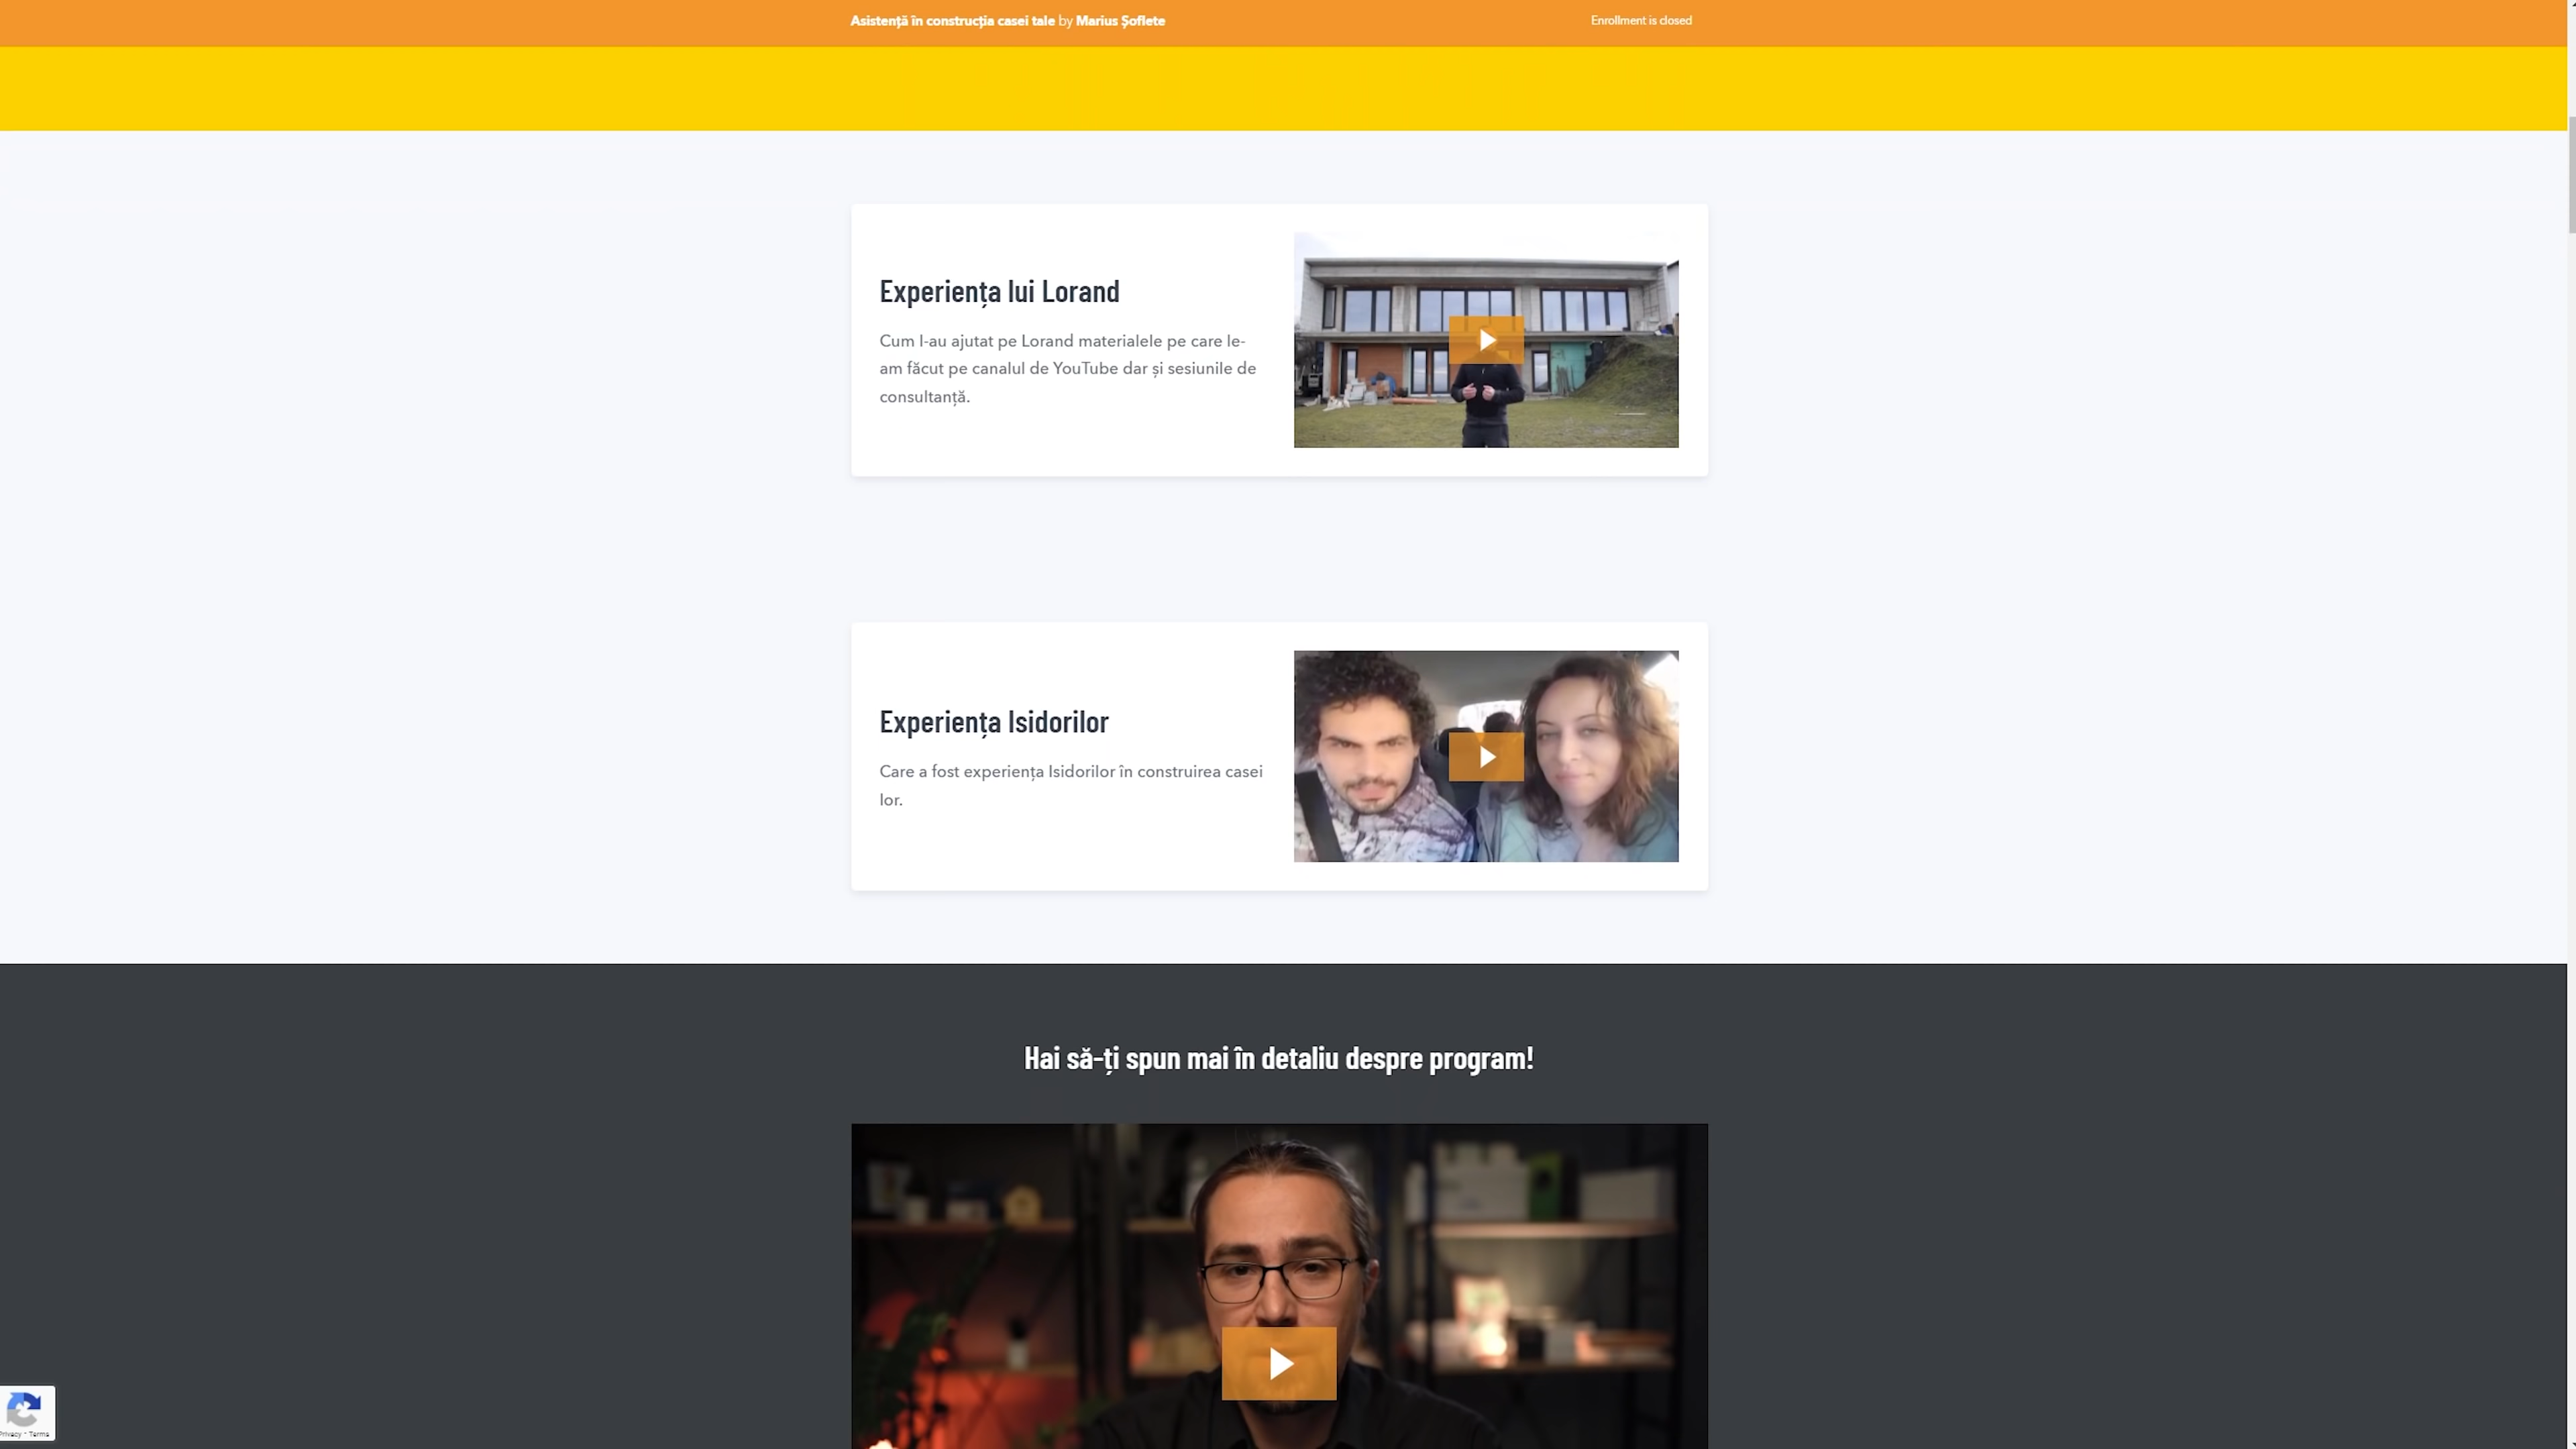 Asistență în construcția casei tale by Marius Șoflete
Enrollment is closed
Experiența lui Lorand
Cum l-au ajutat pe Lorand materialele pe care le-
am făcut pe canalul de YouTube dar și sesiunile de
consultanță.
Experiența Isidorilor
Care a fost experiența Isidorilor în construirea casei
lor.
Hai să-ți spun mai în detaliu despre program!
Privacy - Terms